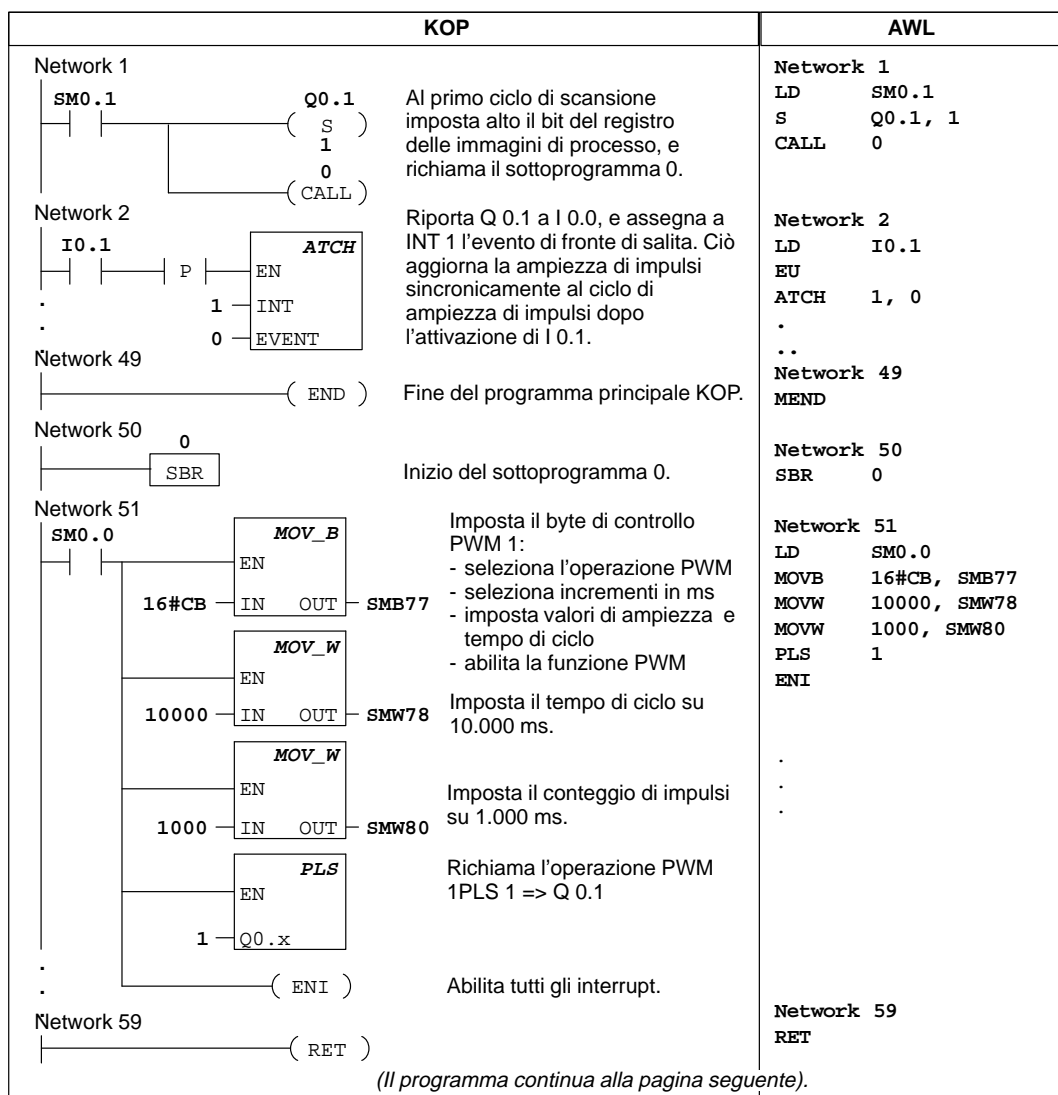 KOP
AWL
Network 1
SM0.1
Q0.1
S
1
0
CALL
Al primo ciclo di scansione
imposta alto il bit del registro
delle immagini di processo, e
richiama il sottoprogramma 0.
Network 1
LD SM0.1
S Q0.1, 1
CALL 0
Network 2
I0.1
P
ATCH
EN
1 INT
0 EVENT
.
.
.
Riporta Q 0.1 a I 0.0, e assegna a
INT 1 l'evento di fronte di salita. Ciò
aggiorna la ampiezza di impulsi
sincronicamente al ciclo di
ampiezza di impulsi dopo
l'attivazione di I 0.1.
Network 2
LD I0.1
EU
ATCH 1, 0
.
..
Network 49
END
Fine del programma principale KOP.
Network 49
MEND
Network 50
0
SBR
Inizio del sottoprogramma 0.
Network 50
SBR 0
Network 51
SM0.0
MOV_B
EN
16#CB IN OUT SMB77
Imposta il byte di controllo
PWM 1:
- seleziona l'operazione PWM
- seleziona incrementi in ms
- imposta valori di ampiezza e
tempo di ciclo
- abilita la funzione PWM
MOV_W
EN
10000 IN OUT SMW78
Imposta il tempo di ciclo su
10.000 ms.
MOV_W
EN
1000 IN OUT SMW80
Imposta il conteggio di impulsi
su 1.000 ms.
PLS
EN
1 Q0.x
Richiama l'operazione PWM
1PLS 1 => Q 0.1
ENI
Abilita tutti gli interrupt.
Network 51
LD SM0.0
MOVB 16#CB, SMB77
MOVW 10000, SMW78
MOVW 1000, SMW80
PLS 1
ENI
.
.
.
.
.
.
Network 59
RET
Network 59
RET
(Il programma continua alla pagina seguente).